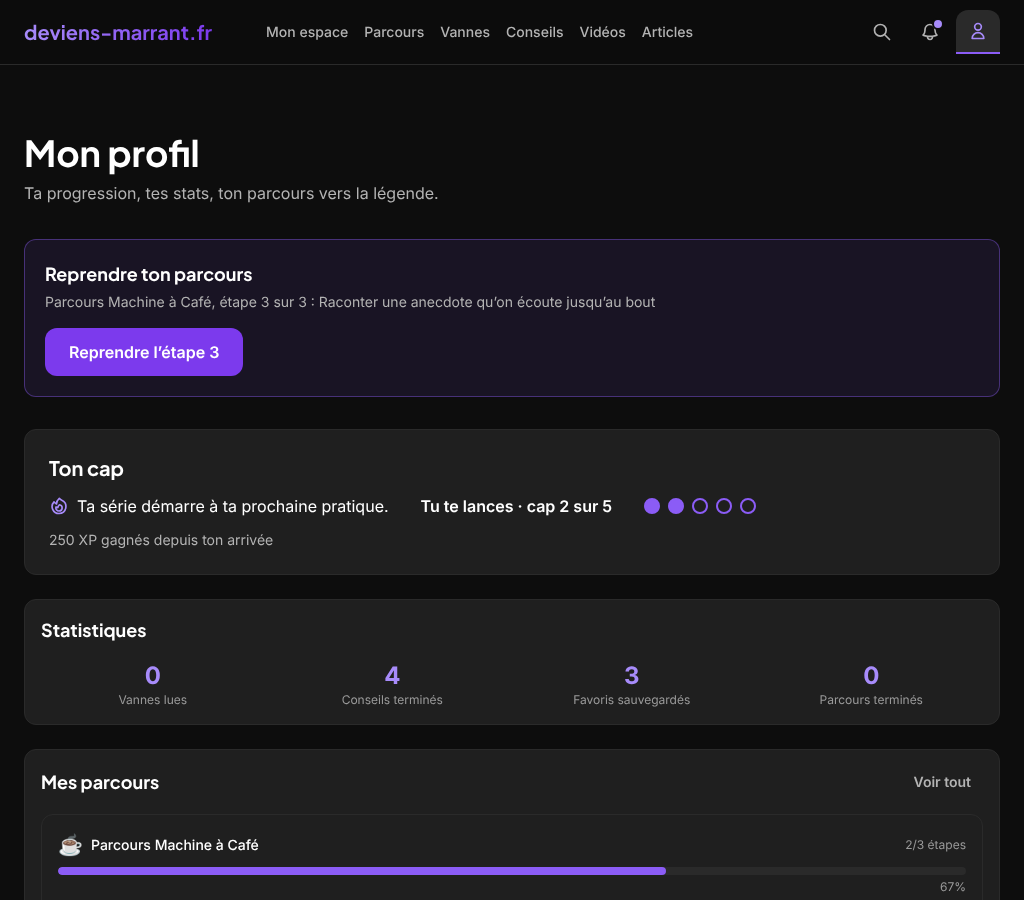 deviens-marrant.fr
Mon espace
Parcours
Vannes
Conseils
Vidéos
Articles
Mon profil
Ta progression, tes stats, ton parcours vers la légende.
Reprendre ton parcours
Parcours Machine à Café, étape 3 sur 3 : Raconter une anecdote qu’on écoute jusqu’au bout
Reprendre l’étape 3
Ton cap
Ta série démarre à ta prochaine pratique.
Tu te lances · cap 2 sur 5
250 XP gagnés depuis ton arrivée
Statistiques
0
Vannes lues
4
Conseils terminés
3
Favoris sauvegardés
0
Parcours terminés
Mes parcours
Voir tout
Parcours Machine à Café
2/3 étapes
67%